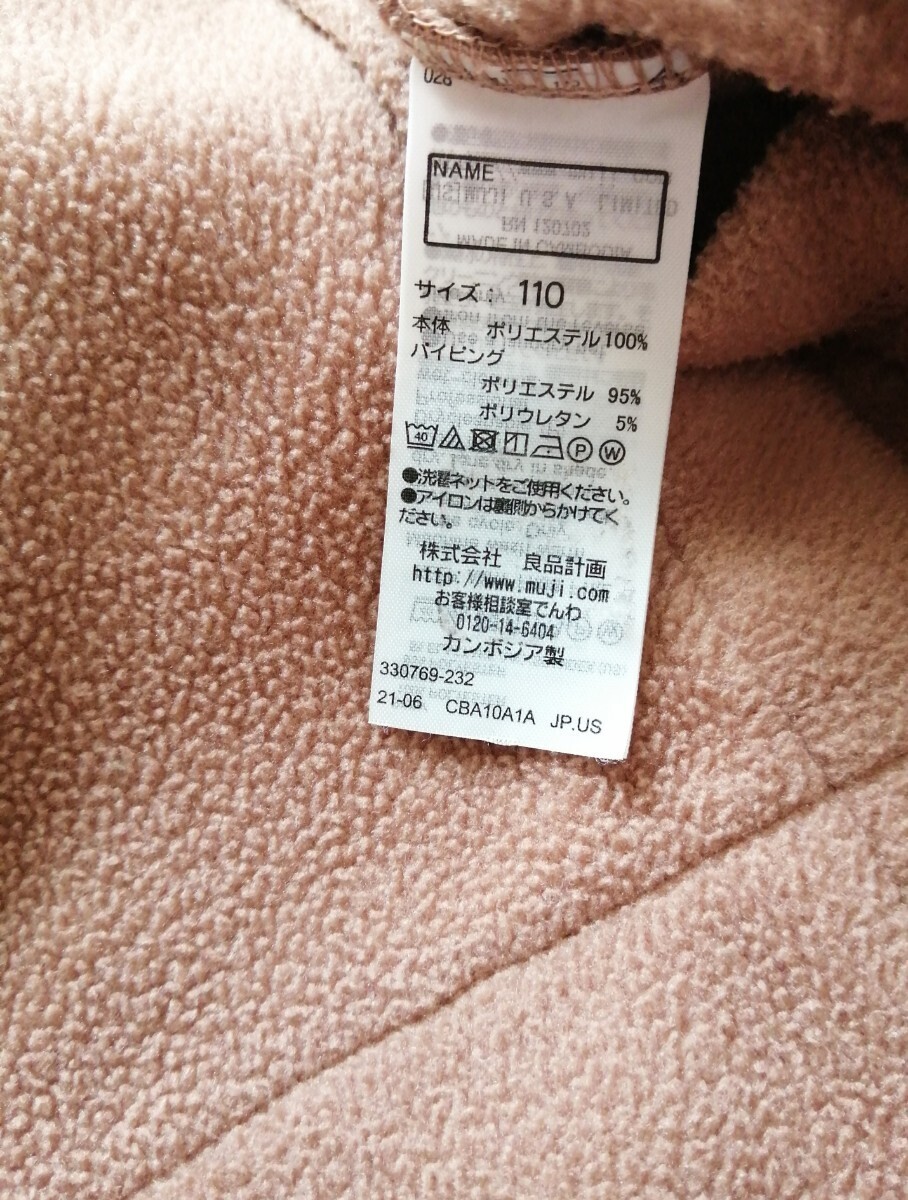 028
NAME
サイズ： 110
本体 ポリエステル100%
パイピング
ポリエステル 95%
ポリウレタン 5%
40 P W
●洗濯ネットをご使用ください。
●アイロンは裏側からかけてく
ださい。
株式会社 良品計画
http://www.muji.com
お客様相談室でんわ
0120-14-6404
カンボジア製
330769-232
21-06 CBA10A1A JP.US